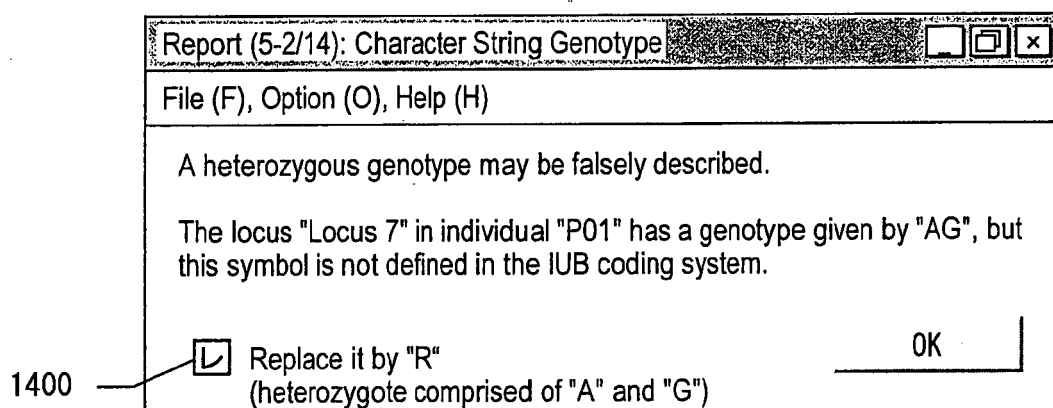 Report (5-2/14): Character String Genotype
File (F), Option (O), Help (H)
A heterozygous genotype may be falsely described.
The locus "Locus 7" in individual "P01" has a genotype given by "AG", but
this symbol is not defined in the IUB coding system.
Replace it by "R"
(heterozygote comprised of "A" and "G")
OK
1400